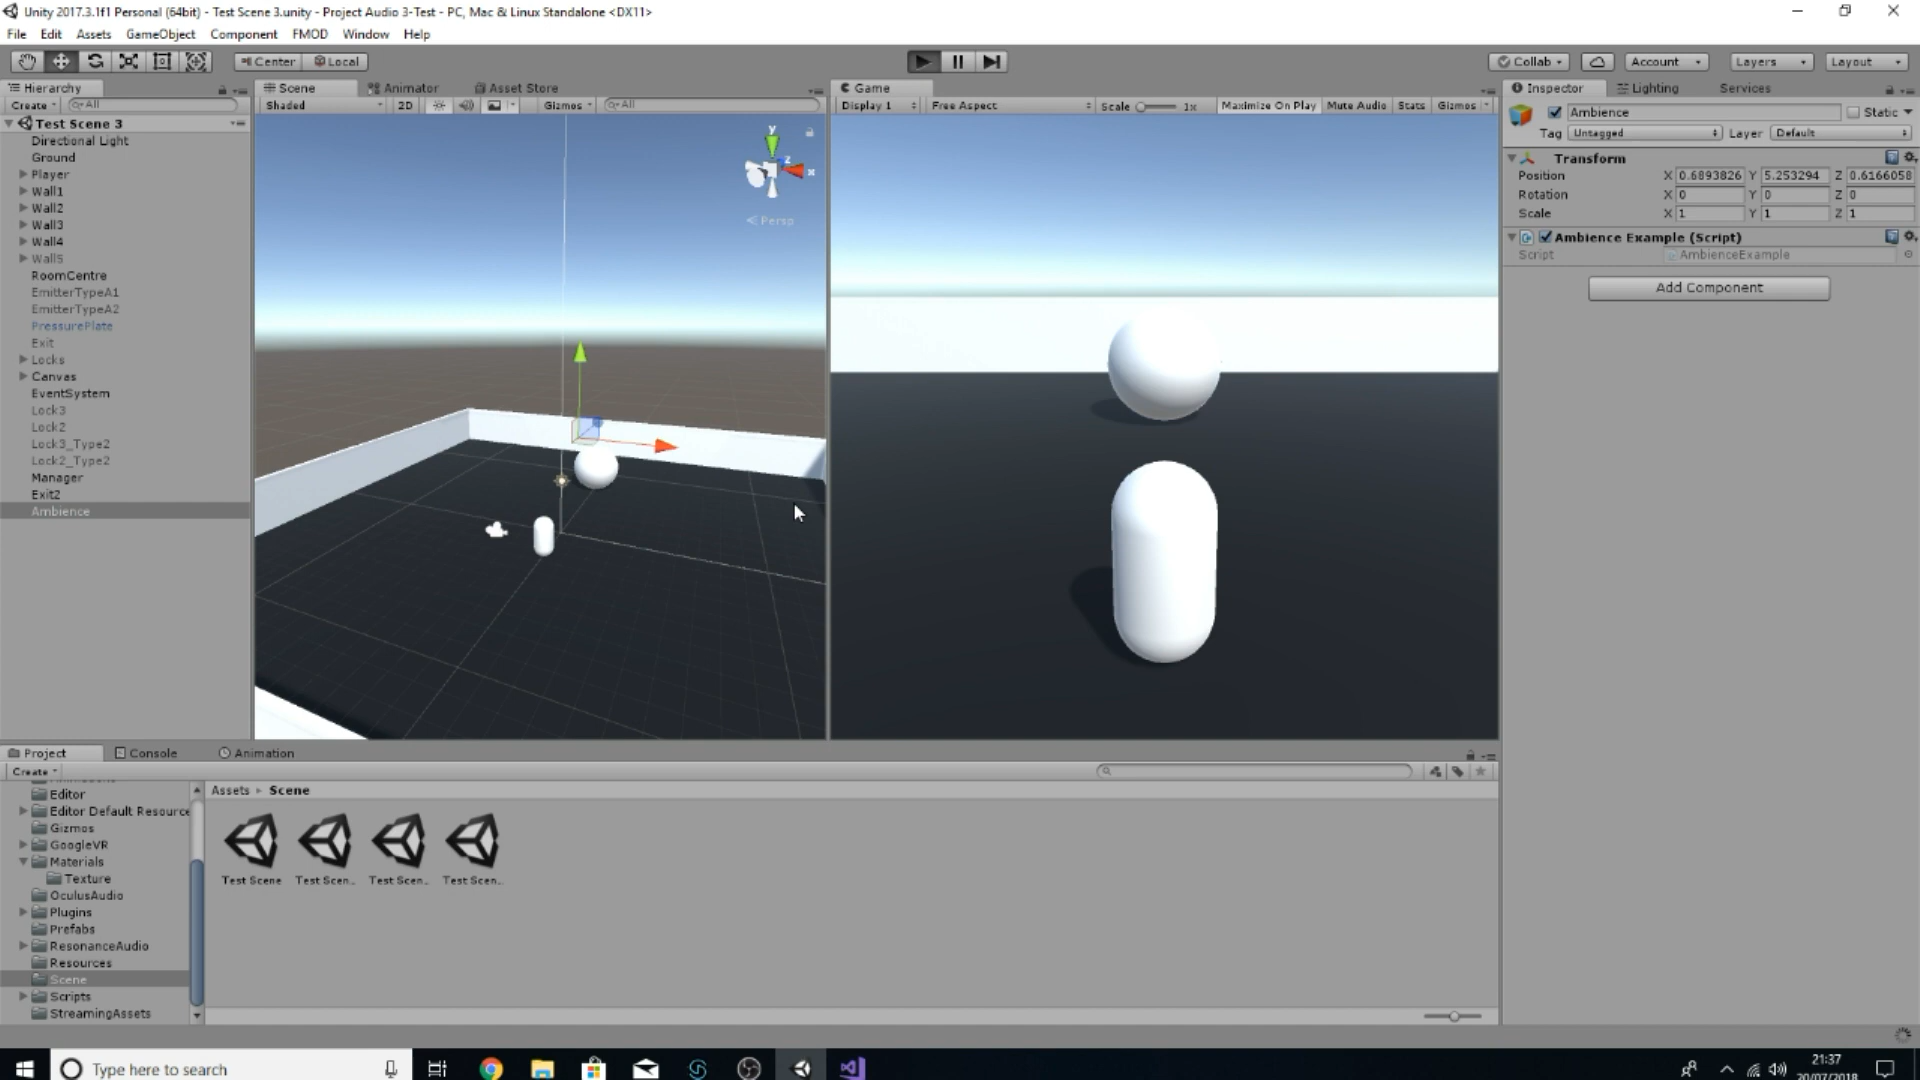 Unity 2017.3.1f1 Personal (64bit) - Test Scene 3.unity - Project Audio 3-Test - PC, Mac & Linux Standalone <DX11>
File Edit Assets GameObject Component FMOD Window Help
Center Local Collab Account Layers Layout
Hierarchy
Create All
Test Scene 3
Directional Light
Ground
Player
Wall1
Wall2
Wall3
Wall4
Wall5
RoomCentre
EmitterTypeA1
EmitterTypeA2
PressurePlate
Exit
Locks
Canvas
EventSystem
Lock3
Lock2
Lock3_Type2
Lock2_Type2
Manager
Exit2
Ambience
Scene Animator Asset Store
Shaded 2D Gizmos All
y
z
x
Persp
Game
Display 1 Free Aspect Scale 1x Maximize On Play Mute Audio Stats Gizmos
Inspector Lighting Services
Ambience Static
Tag Untagged Layer Default
Transform
Position X 0.6893826 Y 5.253294 Z 0.6166058
Rotation X 0 Y 0 Z 0
Scale X 1 Y 1 Z 1
Ambience Example (Script)
Script AmbienceExample
Add Component
Project Console Animation
Create
Editor
Editor Default Resource
Gizmos
GoogleVR
Materials
Texture
OculusAudio
Plugins
Prefabs
ResonanceAudio
Resources
Scene
Scripts
StreamingAssets
Assets Scene
Test Scene Test Scen.. Test Scen.. Test Scen..
Type here to search
21:37
20/07/2018